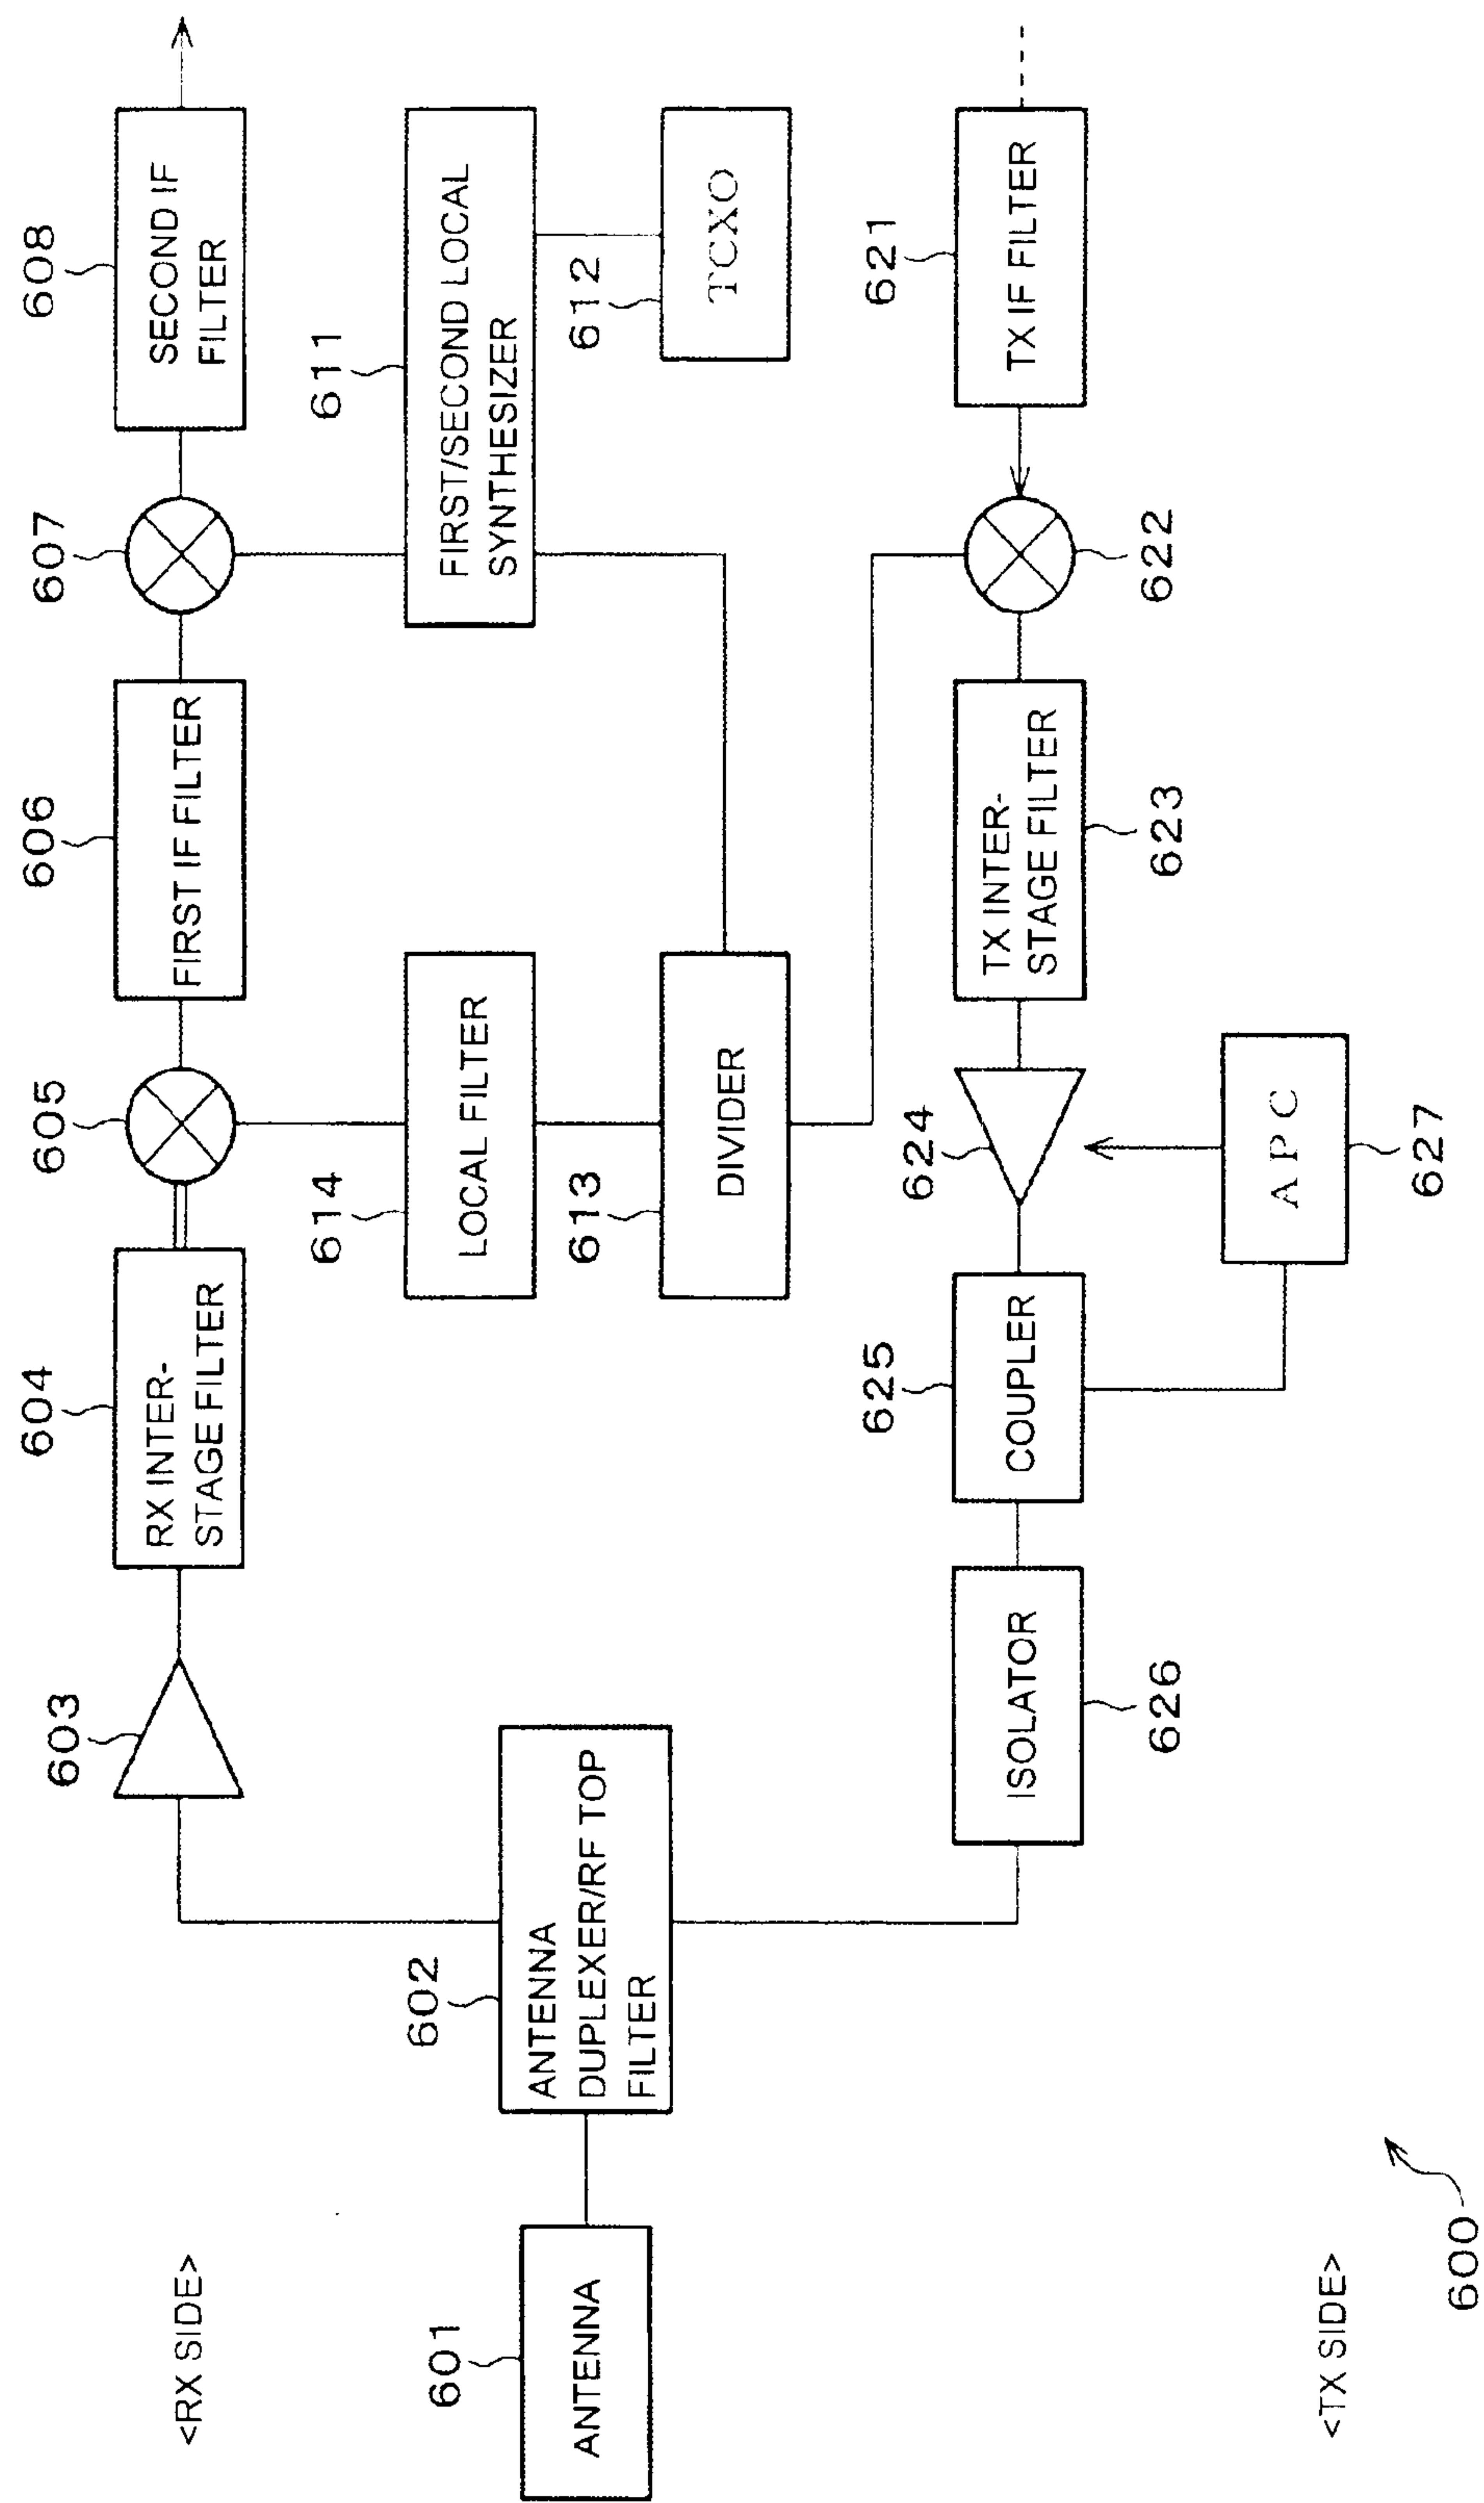 <RX SIDE>
603
604
605
606
607
608
RX INTER-
STAGE FILTER
FIRST IF FILTER
SECOND IF
FILTER
601
ANTENNA
602
ANTENNA
DUPLEXER/RF TOP
FILTER
614
LOCAL FILTER
611
FIRST/SECOND LOCAL
SYNTHESIZER
613
DIVIDER
612
TCXO
625
COUPLER
624
621
TX IF FILTER
ISOLATOR
626
TX INTER-
STAGE FILTER
623
622
APC
627
<TX SIDE>
600